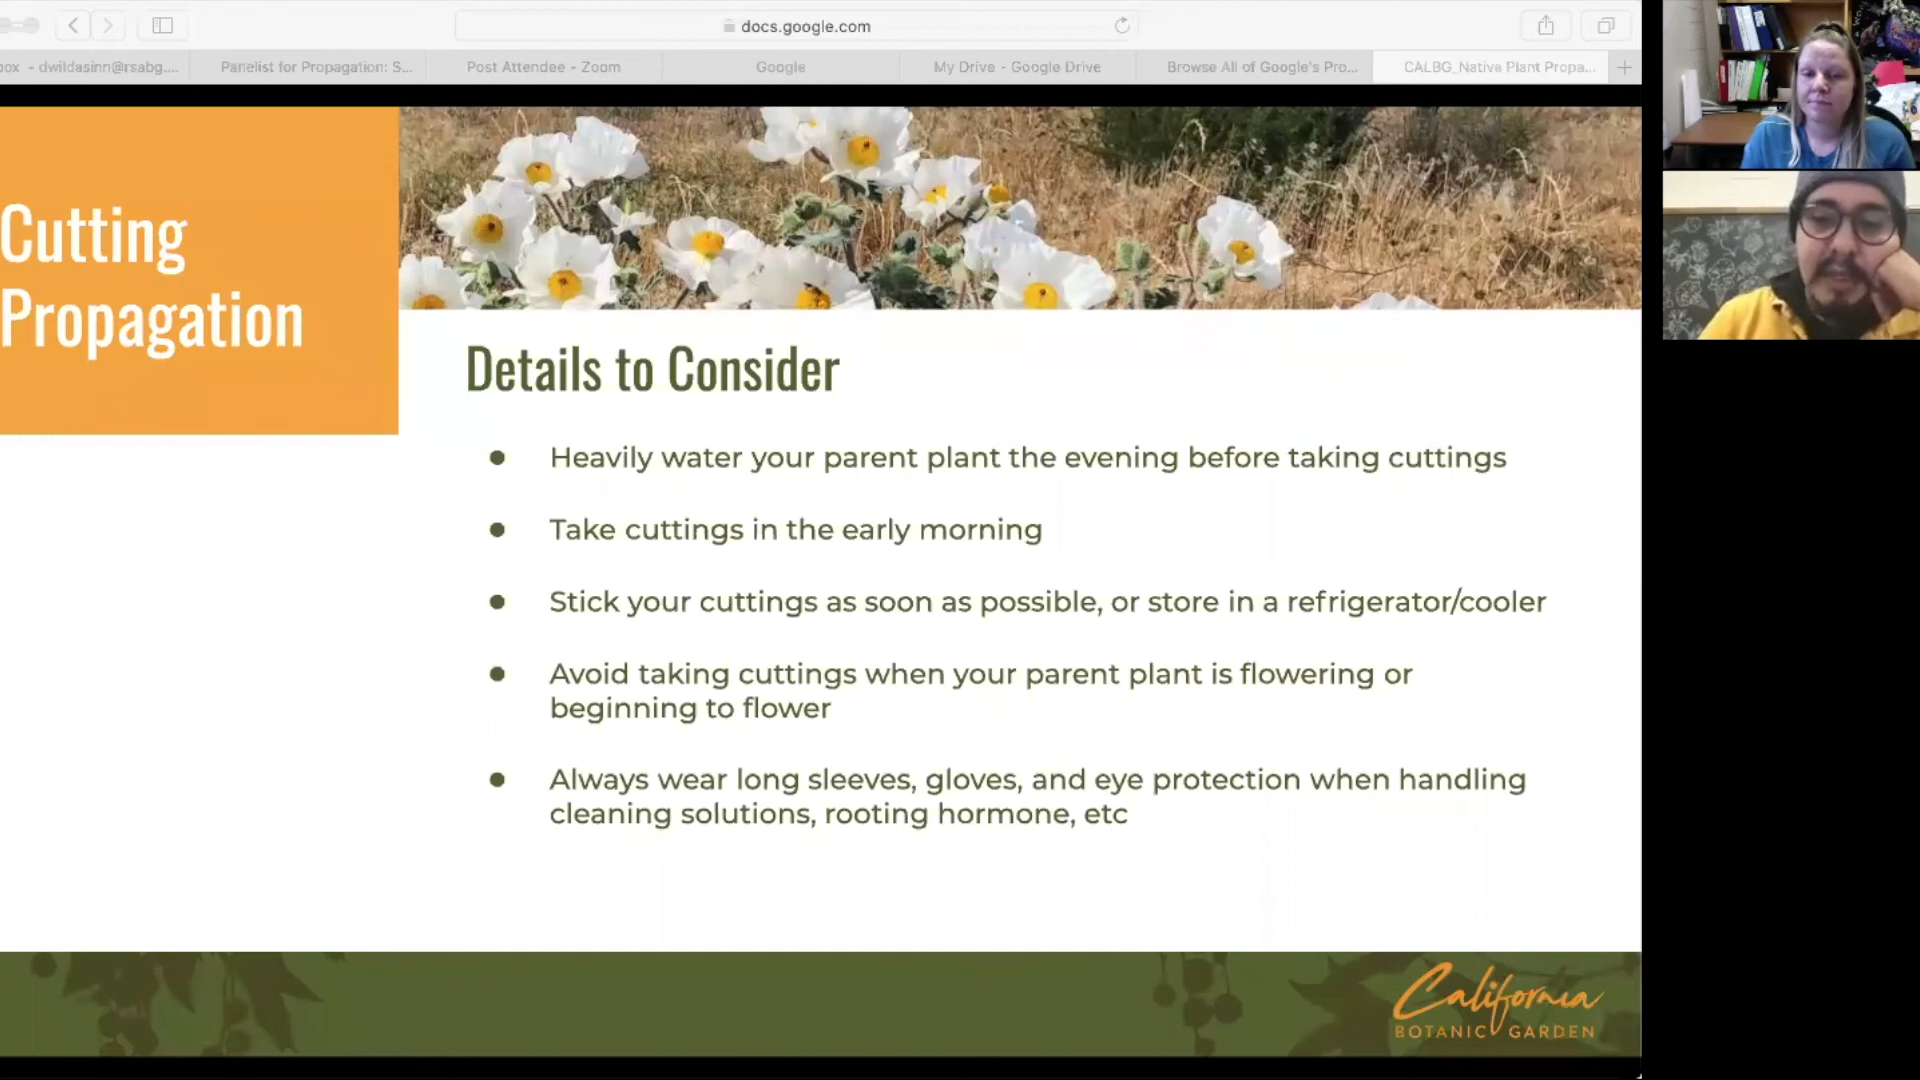 docs.google.com
box - dwildasinn@rsabg....
Panelist for Propagation: S...
Post Attendee - Zoom
Google
My Drive - Google Drive
Browse All of Google's Pro...
CALBG_Native Plant Propa...
Cutting
Propagation
Details to Consider
● Heavily water your parent plant the evening before taking cuttings
● Take cuttings in the early morning
● Stick your cuttings as soon as possible, or store in a refrigerator/cooler
● Avoid taking cuttings when your parent plant is flowering or
beginning to flower
● Always wear long sleeves, gloves, and eye protection when handling
cleaning solutions, rooting hormone, etc
California
BOTANIC GARDEN